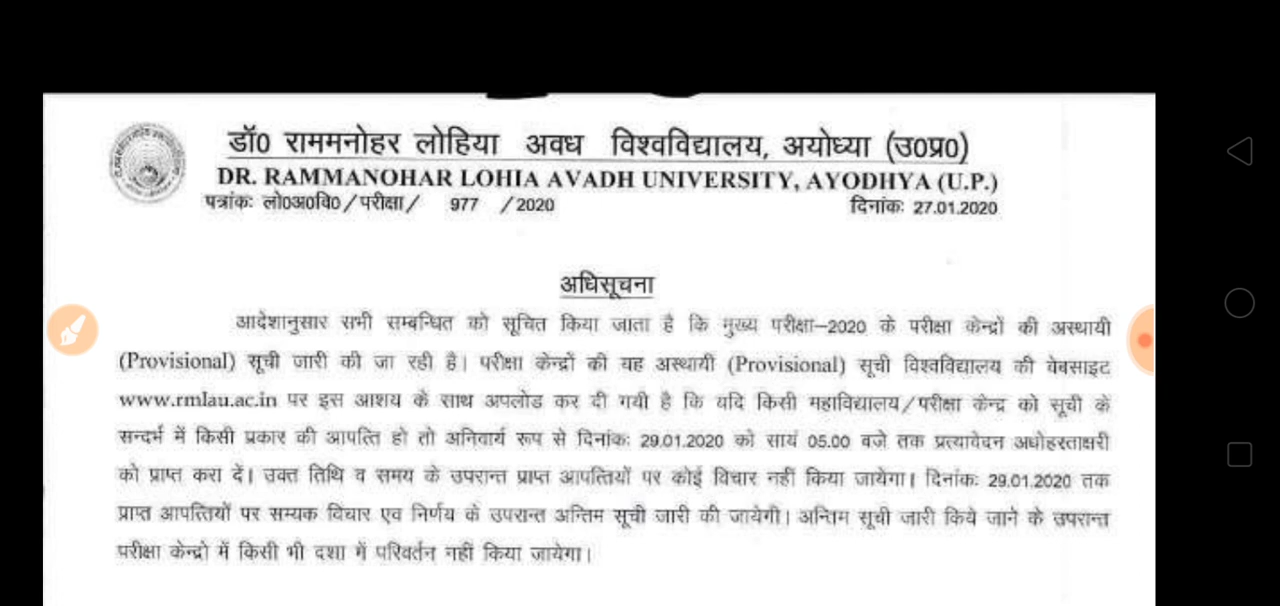 डॉ0 राममनोहर लोहिया अवध विश्वविद्यालय, अयोध्या (उ0प्र0)
DR. RAMMANOHAR LOHIA AVADH UNIVERSITY, AYODHYA (U.P.)
पत्रांकः लो0अ0वि0/परीक्षा/ 977 /2020 दिनांकः 27.01.2020
अधिसूचना
आदेशानुसार सभी सम्बन्धित को सूचित किया जाता है कि मुख्य परीक्षा–2020 के परीक्षा केन्द्रों की अस्थायी
(Provisional) सूची जारी की जा रही है। परीक्षा केन्द्रों की यह अस्थायी (Provisional) सूची विश्वविद्यालय की वेबसाइट
www.rmlau.ac.in पर इस आशय के साथ अपलोड कर दी गयी है कि यदि किसी महाविद्यालय/परीक्षा केन्द्र को सूची के
सन्दर्भ में किसी प्रकार की आपत्ति हो तो अनिवार्य रूप से दिनांकः 29.01.2020 को सायं 05.00 बजे तक प्रत्यावेदन अधोहस्ताक्षरी
को प्राप्त करा दें। उक्त तिथि व समय के उपरान्त प्राप्त आपत्तियों पर कोई विचार नहीं किया जायेगा। दिनांकः 29.01.2020 तक
प्राप्त आपत्तियों पर सम्यक विचार एव निर्णय के उपरान्त अन्तिम सूची जारी की जायेगी। अन्तिम सूची जारी किये जाने के उपरान्त
परीक्षा केन्द्रो में किसी भी दशा में परिवर्तन नहीं किया जायेगा।